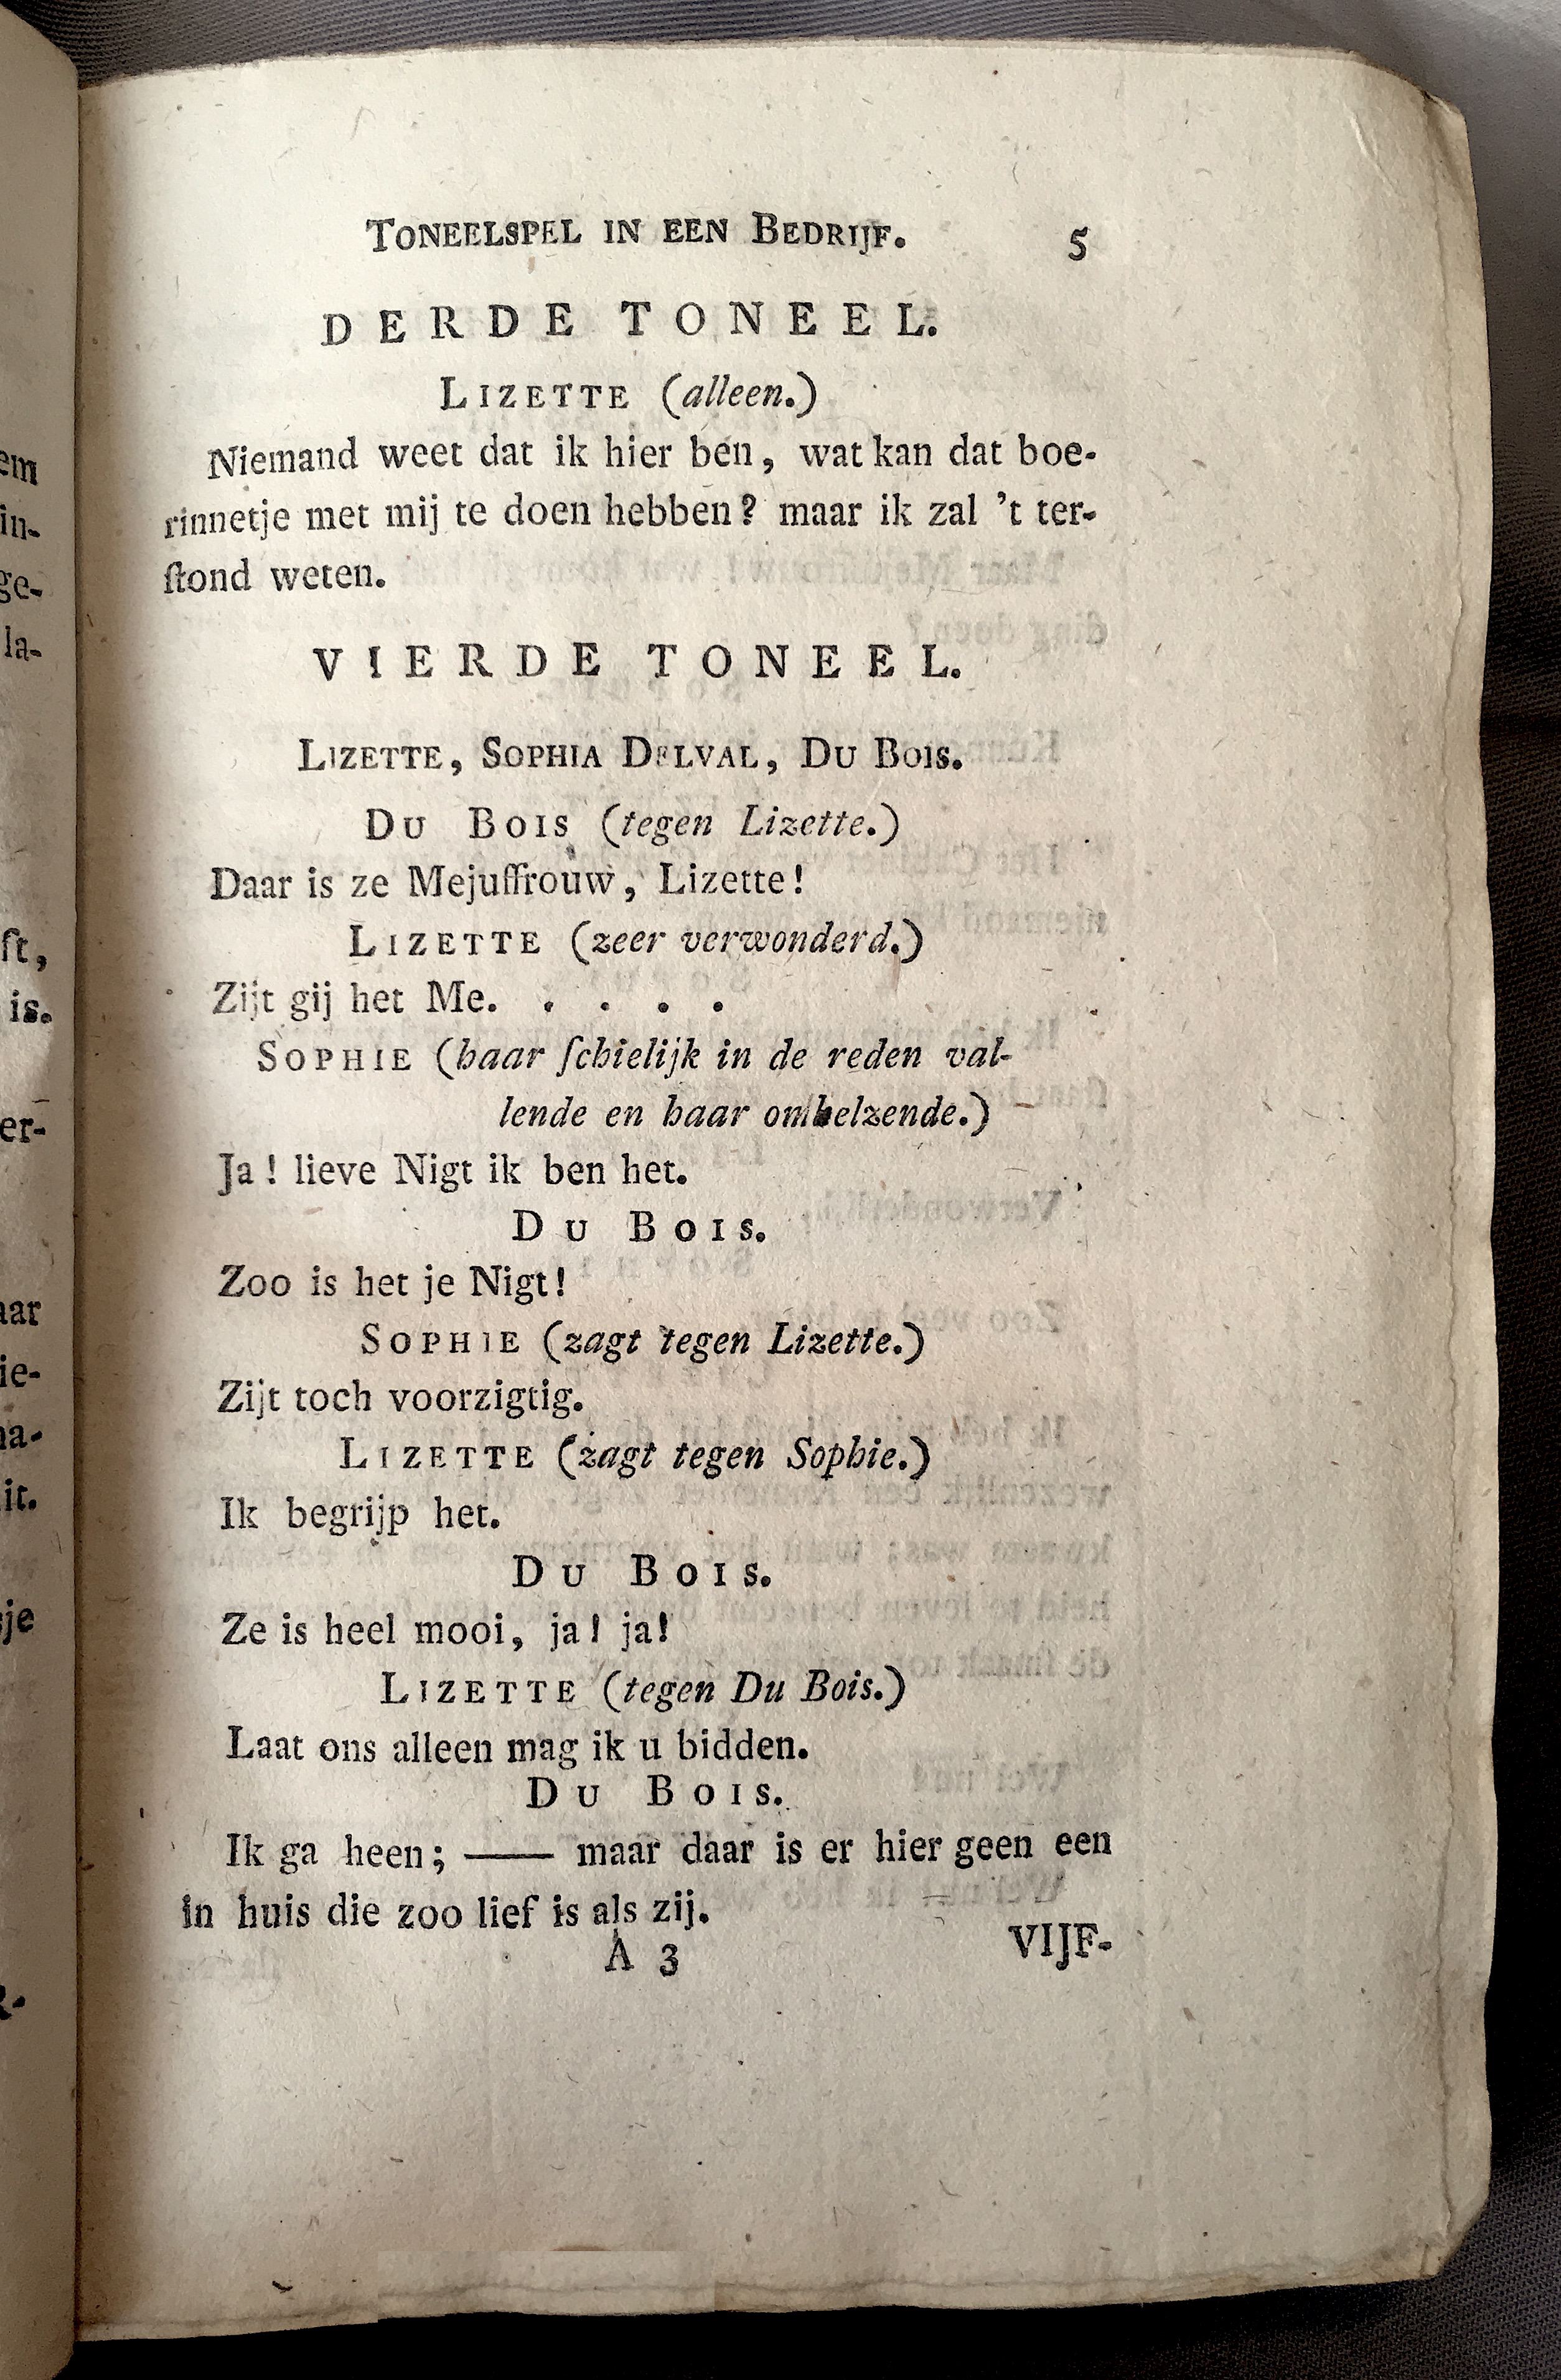 TONEELSPEL IN EEN BEDRIJF. 5
DERDE TONEEL.
LIZETTE (alleen.)
Niemand weet dat ik hier ben, wat kan dat boe-
rinnetje met mij te doen hebben? maar ik zal 't ter-
ſtond weten.
VIERDE TONEEL.
LIZETTE, SOPHIA DELVAL, DU BOIS.
DU BOIS (tegen Lizette.)
Daar is ze Mejuffrouw, Lizette!
LIZETTE (zeer verwonderd.)
Zijt gij het Me. . . . .
SOPHIE (haar ſchielijk in de reden val-
lende en haar omhelzende.)
Ja! lieve Nigt ik ben het.
DU BOIS.
Zoo is het je Nigt!
SOPHIE (zagt tegen Lizette.)
Zijt toch voorzigtig.
LIZETTE (zagt tegen Sophie.)
Ik begrijp het.
DU BOIS.
Ze is heel mooi, ja! ja!
LIZETTE (tegen Du Bois.)
Laat ons alleen mag ik u bidden.
DU BOIS.
Ik ga heen; —— maar daar is er hier geen een
in huis die zoo lief is als zij.
A 3 VIJF-